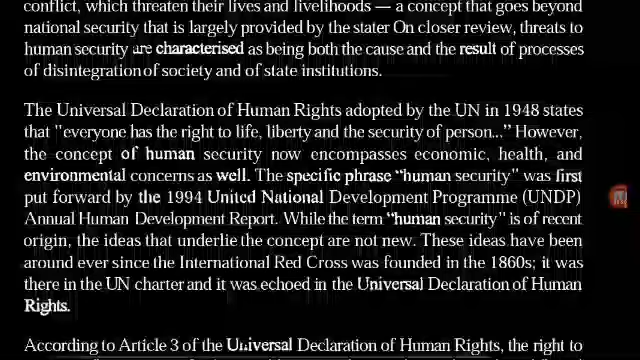 conflict, which threaten their lives and livelihoods — a concept that goes beyond
national security that is largely provided by the stater On closer review, threats to
human security are characterised as being both the cause and the result of processes
of disintegration of society and of state institutions.
The Universal Declaration of Human Rights adopted by the UN in 1948 states
that "everyone has the right to life, liberty and the security of person..." However,
the concept of human security now encompasses economic, health, and
environmental concerns as well. The specific phrase "human security" was first
put forward by the 1994 United National Development Programme (UNDP)
Annual Human Development Report. While the term "human security" is of recent
origin, the ideas that underlie the concept are not new. These ideas have been
around ever since the International Red Cross was founded in the 1860s; it was
there in the UN charter and it was echoed in the Universal Declaration of Human
Rights.
According to Article 3 of the Universal Declaration of Human Rights, the right to